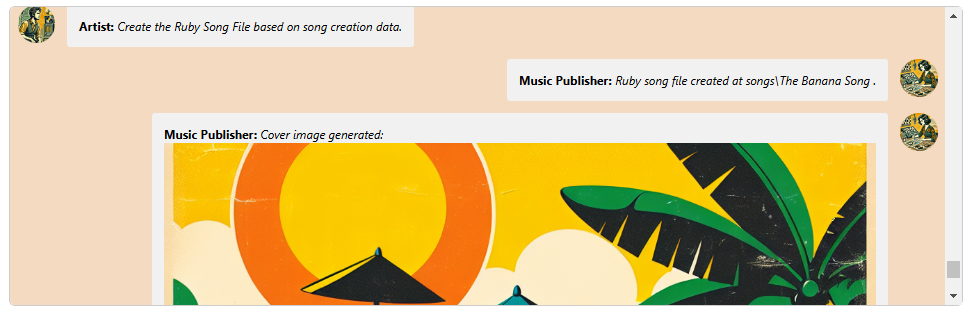 Artist: Create the Ruby Song File based on song creation data.
Music Publisher: Ruby song file created at songs\The Banana Song .
Music Publisher: Cover image generated: